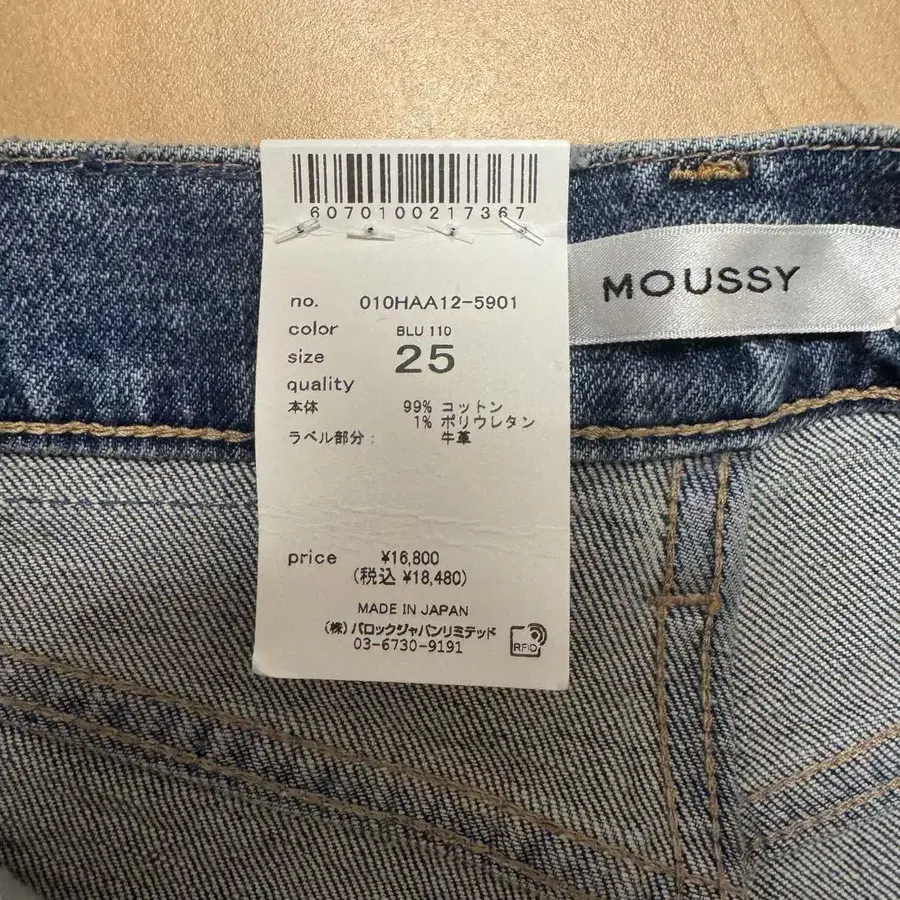 6070100217367
MOUSSY
no. 010HAA12-5901
color BLU 110
size 25
quality
本体 99% コットン
1% ポリウレタン
ラベル部分: 牛革
price ¥16,800
(税込 ¥18,480)
MADE IN JAPAN
(株)バロックジャパンリミテッド
03-6730-9191
RFID